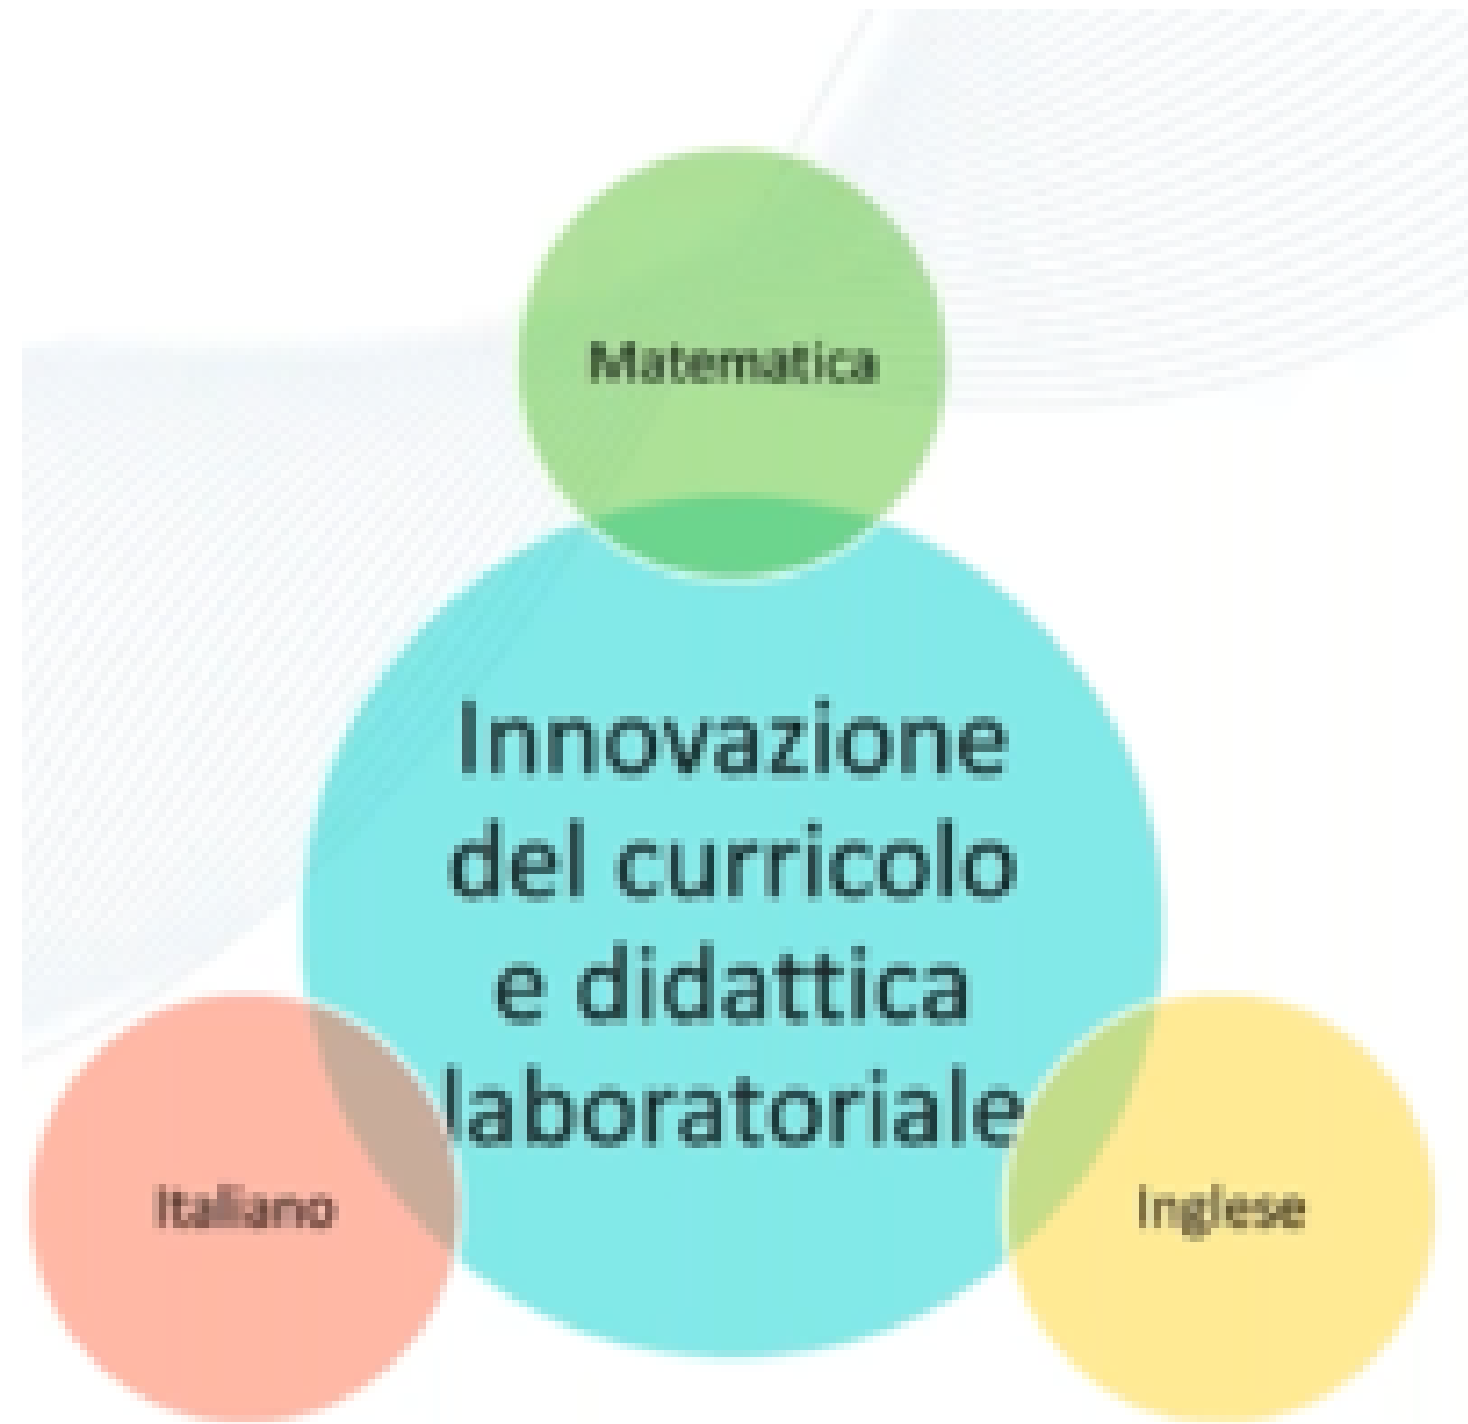 Matematica
Innovazione
del curricolo
e didattica
laboratoriale
Italiano
Inglese